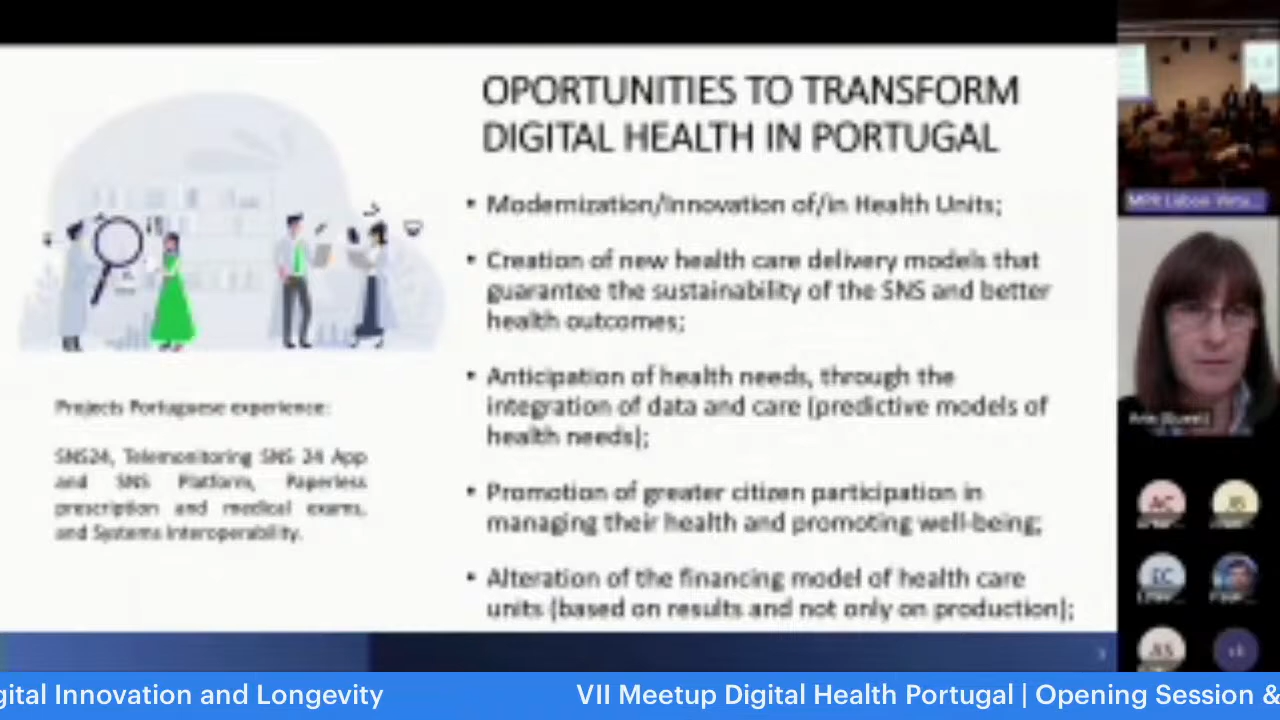 OPORTUNITIES TO TRANSFORM
DIGITAL HEALTH IN PORTUGAL
• Modernization/Innovation of/in Health Units;
• Creation of new health care delivery models that
guarantee the sustainability of the SNS and better
health outcomes;
• Anticipation of health needs, through the
integration of data and care (predictive models of
health needs);
• Promotion of greater citizen participation in
managing their health and promoting well-being;
• Alteration of the financing model of health care
units (based on results and not only on production);
Projects Portuguese experience:
SNS24, Telemonitoring SNS 24 App
and SNS Platform, Paperless
prescription and medical exams,
and Systems Interoperability.
AC
EC
AS
gital Innovation and Longevity
VII Meetup Digital Health Portugal | Opening Session &